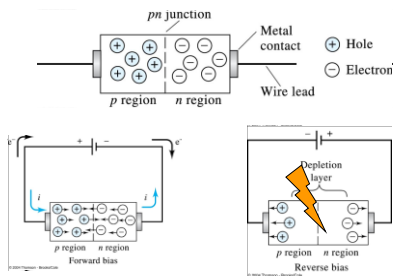 pn junction
Metal
contact
Hole
Electron
Wire lead
p region
n region
e⁻
+
−
e⁻
i
i
p region
n region
Forward bias
−
+
Depletion
layer
p region
n region
Reverse bias